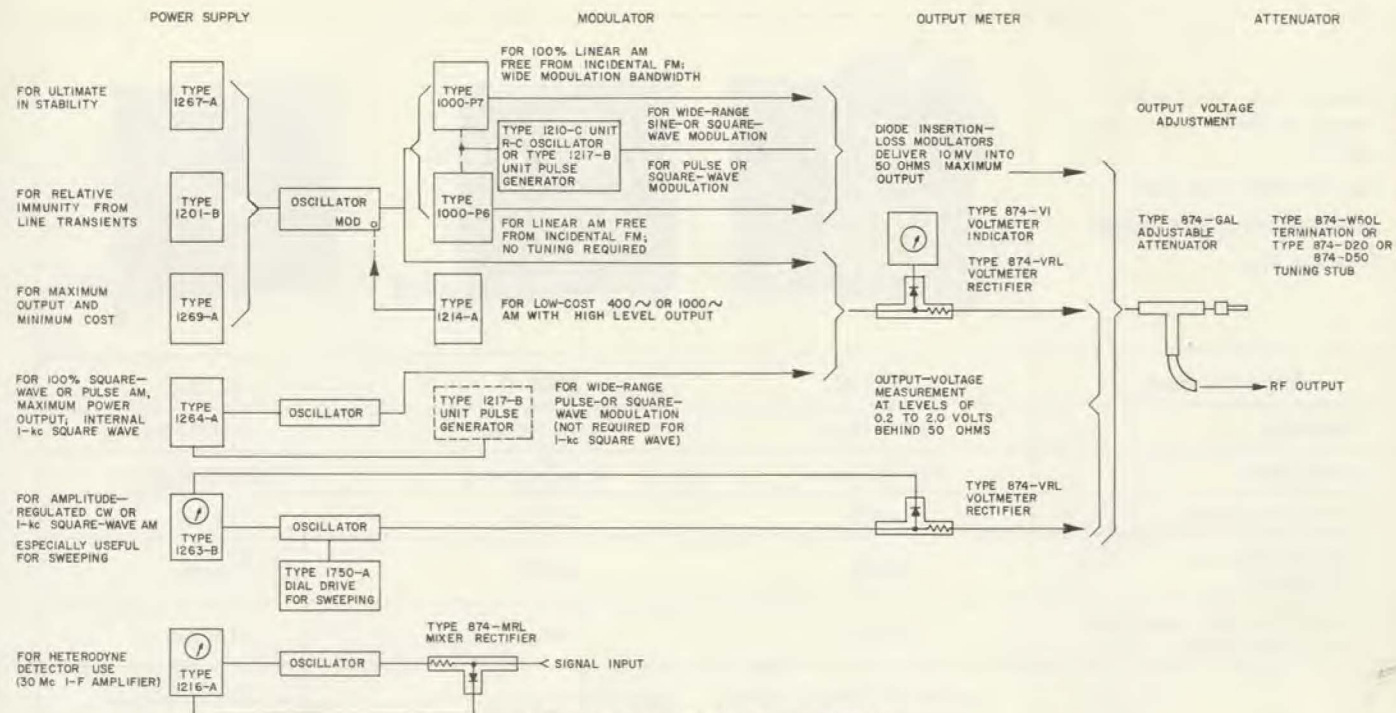 POWER SUPPLY
MODULATOR
OUTPUT METER
ATTENUATOR
FOR ULTIMATE
IN STABILITY
TYPE
1267-A
FOR RELATIVE
IMMUNITY FROM
LINE TRANSIENTS
TYPE
1201-B
FOR MAXIMUM
OUTPUT AND
MINIMUM COST
TYPE
1269-A
OSCILLATOR
MOD
TYPE
1000-P7
FOR 100% LINEAR AM
FREE FROM INCIDENTAL FM;
WIDE MODULATION BANDWIDTH
TYPE 1210-C UNIT
R-C OSCILLATOR
OR TYPE 1217-B
UNIT PULSE
GENERATOR
FOR WIDE-RANGE
SINE-OR SQUARE-
WAVE MODULATION
FOR PULSE OR
SQUARE-WAVE
MODULATION
TYPE
1000-P6
FOR LINEAR AM FREE
FROM INCIDENTAL FM;
NO TUNING REQUIRED
TYPE
1214-A
FOR LOW-COST 400 ~ OR 1000 ~
AM WITH HIGH LEVEL OUTPUT
DIODE INSERTION-
LOSS MODULATORS
DELIVER 10 MV INTO
50 OHMS MAXIMUM
OUTPUT
TYPE 874-VI
VOLTMETER
INDICATOR
TYPE 874-VRL
VOLTMETER
RECTIFIER
OUTPUT VOLTAGE
ADJUSTMENT
TYPE 874-GAL
ADJUSTABLE
ATTENUATOR
TYPE 874-W50L
TERMINATION OR
TYPE 874-D20 OR
874-D50
TUNING STUB
RF OUTPUT
FOR 100% SQUARE-
WAVE OR PULSE AM,
MAXIMUM POWER
OUTPUT; INTERNAL
1-kc SQUARE WAVE
TYPE
1264-A
OSCILLATOR
TYPE 1217-B
UNIT PULSE
GENERATOR
FOR WIDE-RANGE
PULSE-OR SQUARE-
WAVE MODULATION
(NOT REQUIRED FOR
1-kc SQUARE WAVE)
OUTPUT-VOLTAGE
MEASUREMENT
AT LEVELS OF
0.2 TO 2.0 VOLTS
BEHIND 50 OHMS
FOR AMPLITUDE-
REGULATED CW OR
1-kc SQUARE-WAVE AM
ESPECIALLY USEFUL
FOR SWEEPING
TYPE
1263-B
OSCILLATOR
TYPE 1750-A
DIAL DRIVE
FOR SWEEPING
TYPE 874-VRL
VOLTMETER
RECTIFIER
FOR HETERODYNE
DETECTOR USE
(30 Mc I-F AMPLIFIER)
TYPE
1216-A
OSCILLATOR
TYPE 874-MRL
MIXER RECTIFIER
SIGNAL INPUT